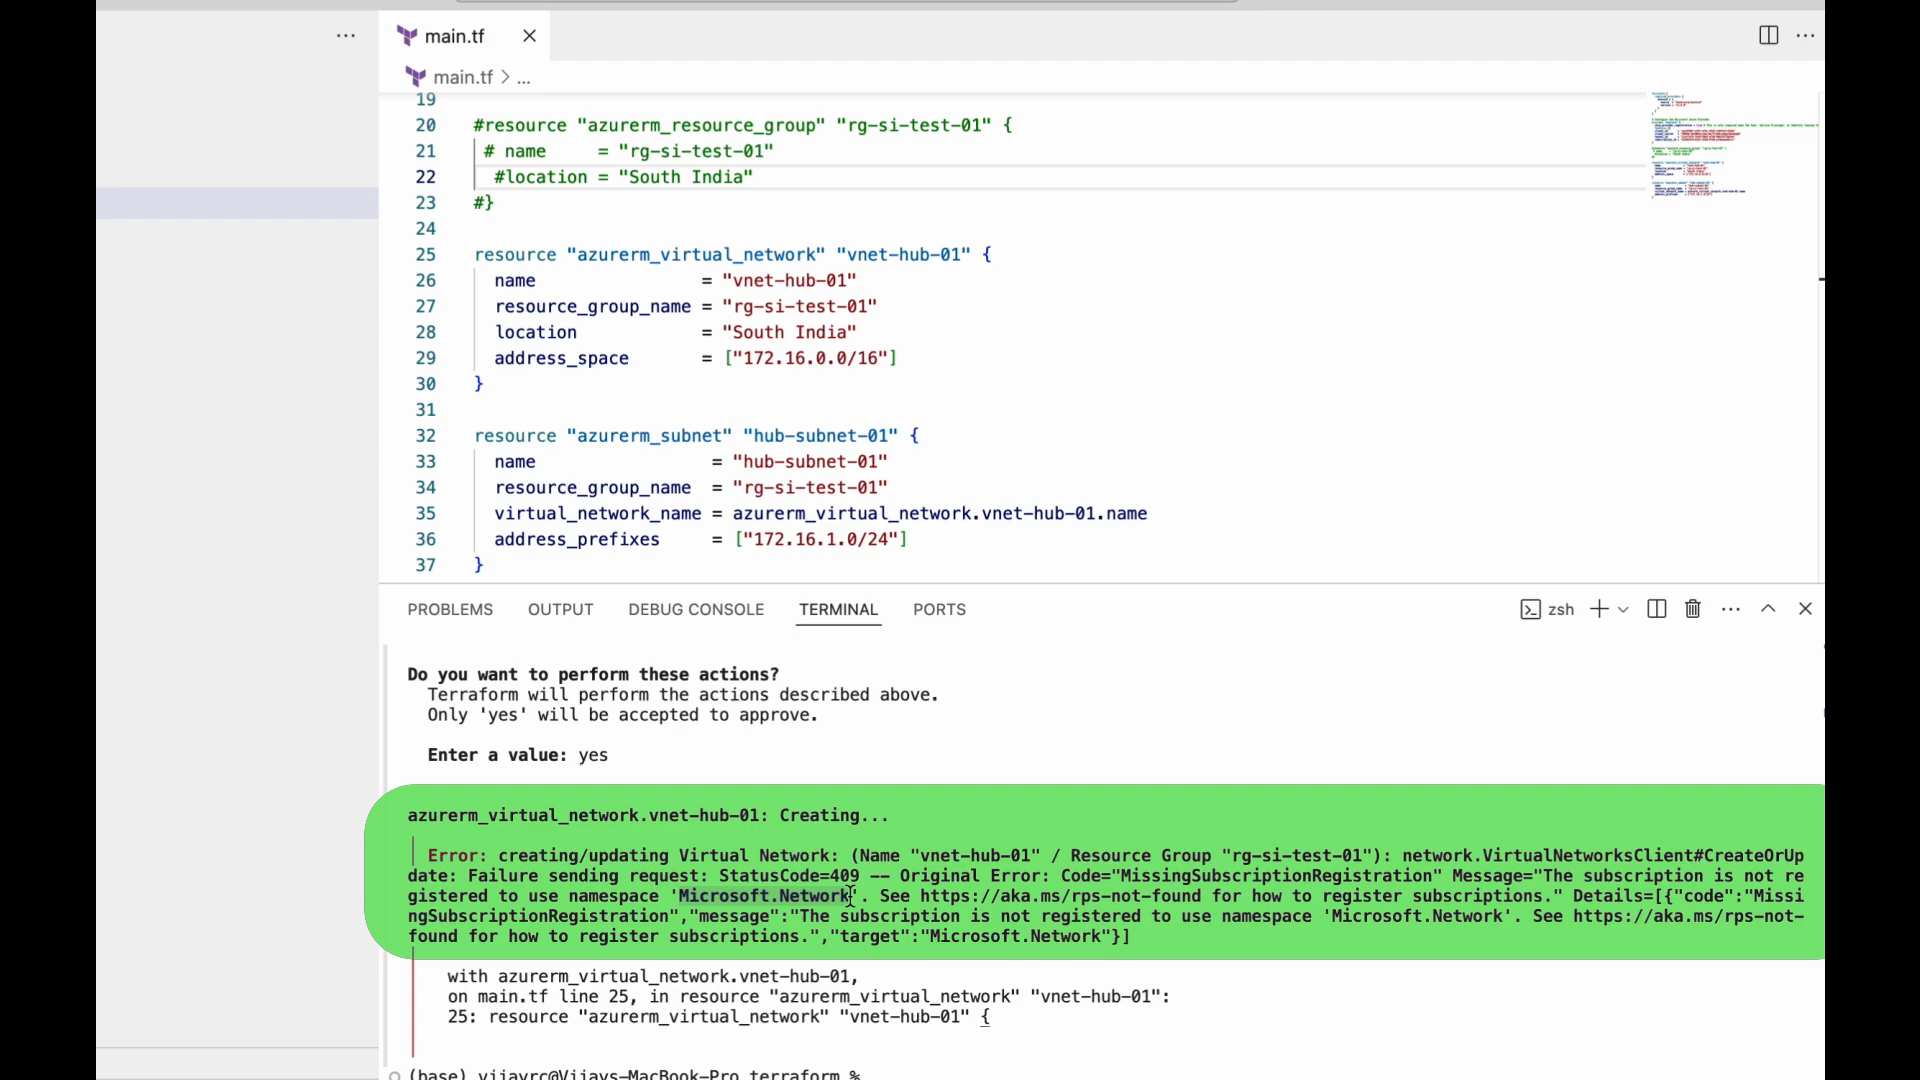 main.tf
main.tf > ...
19
20 #resource "azurerm_resource_group" "rg-si-test-01" {
21 # name     = "rg-si-test-01"
22 #location = "South India"
23 #}
24
25 resource "azurerm_virtual_network" "vnet-hub-01" {
26 name                = "vnet-hub-01"
27 resource_group_name = "rg-si-test-01"
28 location            = "South India"
29 address_space       = ["172.16.0.0/16"]
30 }
31
32 resource "azurerm_subnet" "hub-subnet-01" {
33 name                 = "hub-subnet-01"
34 resource_group_name  = "rg-si-test-01"
35 virtual_network_name = azurerm_virtual_network.vnet-hub-01.name
36 address_prefixes     = ["172.16.1.0/24"]
37 }
PROBLEMS OUTPUT DEBUG CONSOLE TERMINAL PORTS zsh
Do you want to perform these actions?
Terraform will perform the actions described above.
Only 'yes' will be accepted to approve.
Enter a value: yes
azurerm_virtual_network.vnet-hub-01: Creating...
Error: creating/updating Virtual Network: (Name "vnet-hub-01" / Resource Group "rg-si-test-01"): network.VirtualNetworksClient#CreateOrUp
date: Failure sending request: StatusCode=409 -- Original Error: Code="MissingSubscriptionRegistration" Message="The subscription is not re
gistered to use namespace 'Microsoft.Network'. See https://aka.ms/rps-not-found for how to register subscriptions." Details=[{"code":"Missi
ngSubscriptionRegistration","message":"The subscription is not registered to use namespace 'Microsoft.Network'. See https://aka.ms/rps-not-
found for how to register subscriptions.","target":"Microsoft.Network"}]
with azurerm_virtual_network.vnet-hub-01,
on main.tf line 25, in resource "azurerm_virtual_network" "vnet-hub-01":
25: resource "azurerm_virtual_network" "vnet-hub-01" {
(base) vijayrc@Vijays-MacBook-Pro terraform %